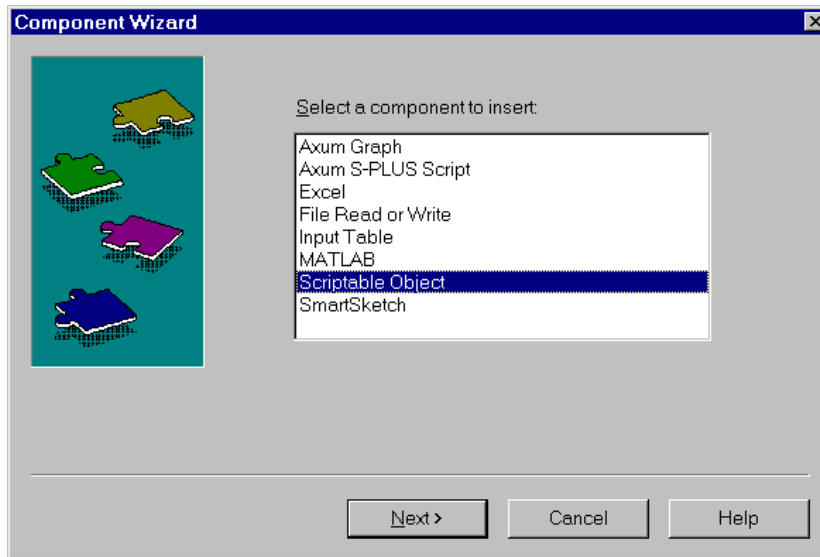 Component Wizard
Select a component to insert:
Axum Graph
Axum S-PLUS Script
Excel
File Read or Write
Input Table
MATLAB
Scriptable Object
SmartSketch
Next >
Cancel
Help